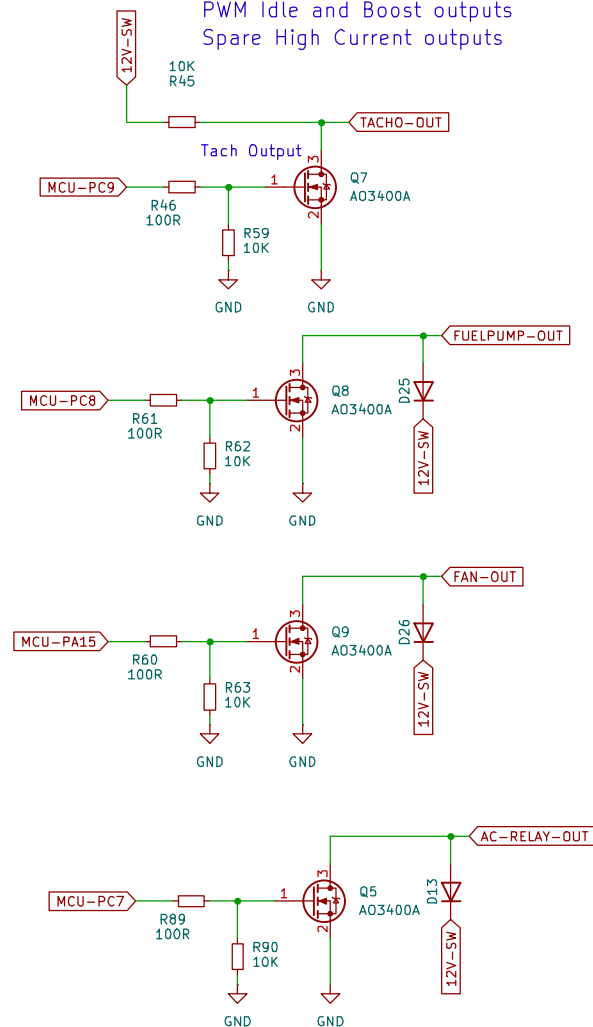 PWM Idle and Boost outputs
Spare High Current outputs
12V-SW
10K
R45
TACHO-OUT
Tach Output
3
Q7
AO3400A
1
2
MCU-PC9
R46
100R
R59
10K
GND
GND
FUELPUMP-OUT
3
Q8
AO3400A
1
2
D25
12V-SW
MCU-PC8
R61
100R
R62
10K
GND
GND
FAN-OUT
3
Q9
AO3400A
1
2
D26
12V-SW
MCU-PA15
R60
100R
R63
10K
GND
GND
AC-RELAY-OUT
3
Q5
AO3400A
1
2
D13
12V-SW
MCU-PC7
R89
100R
R90
10K
GND
GND